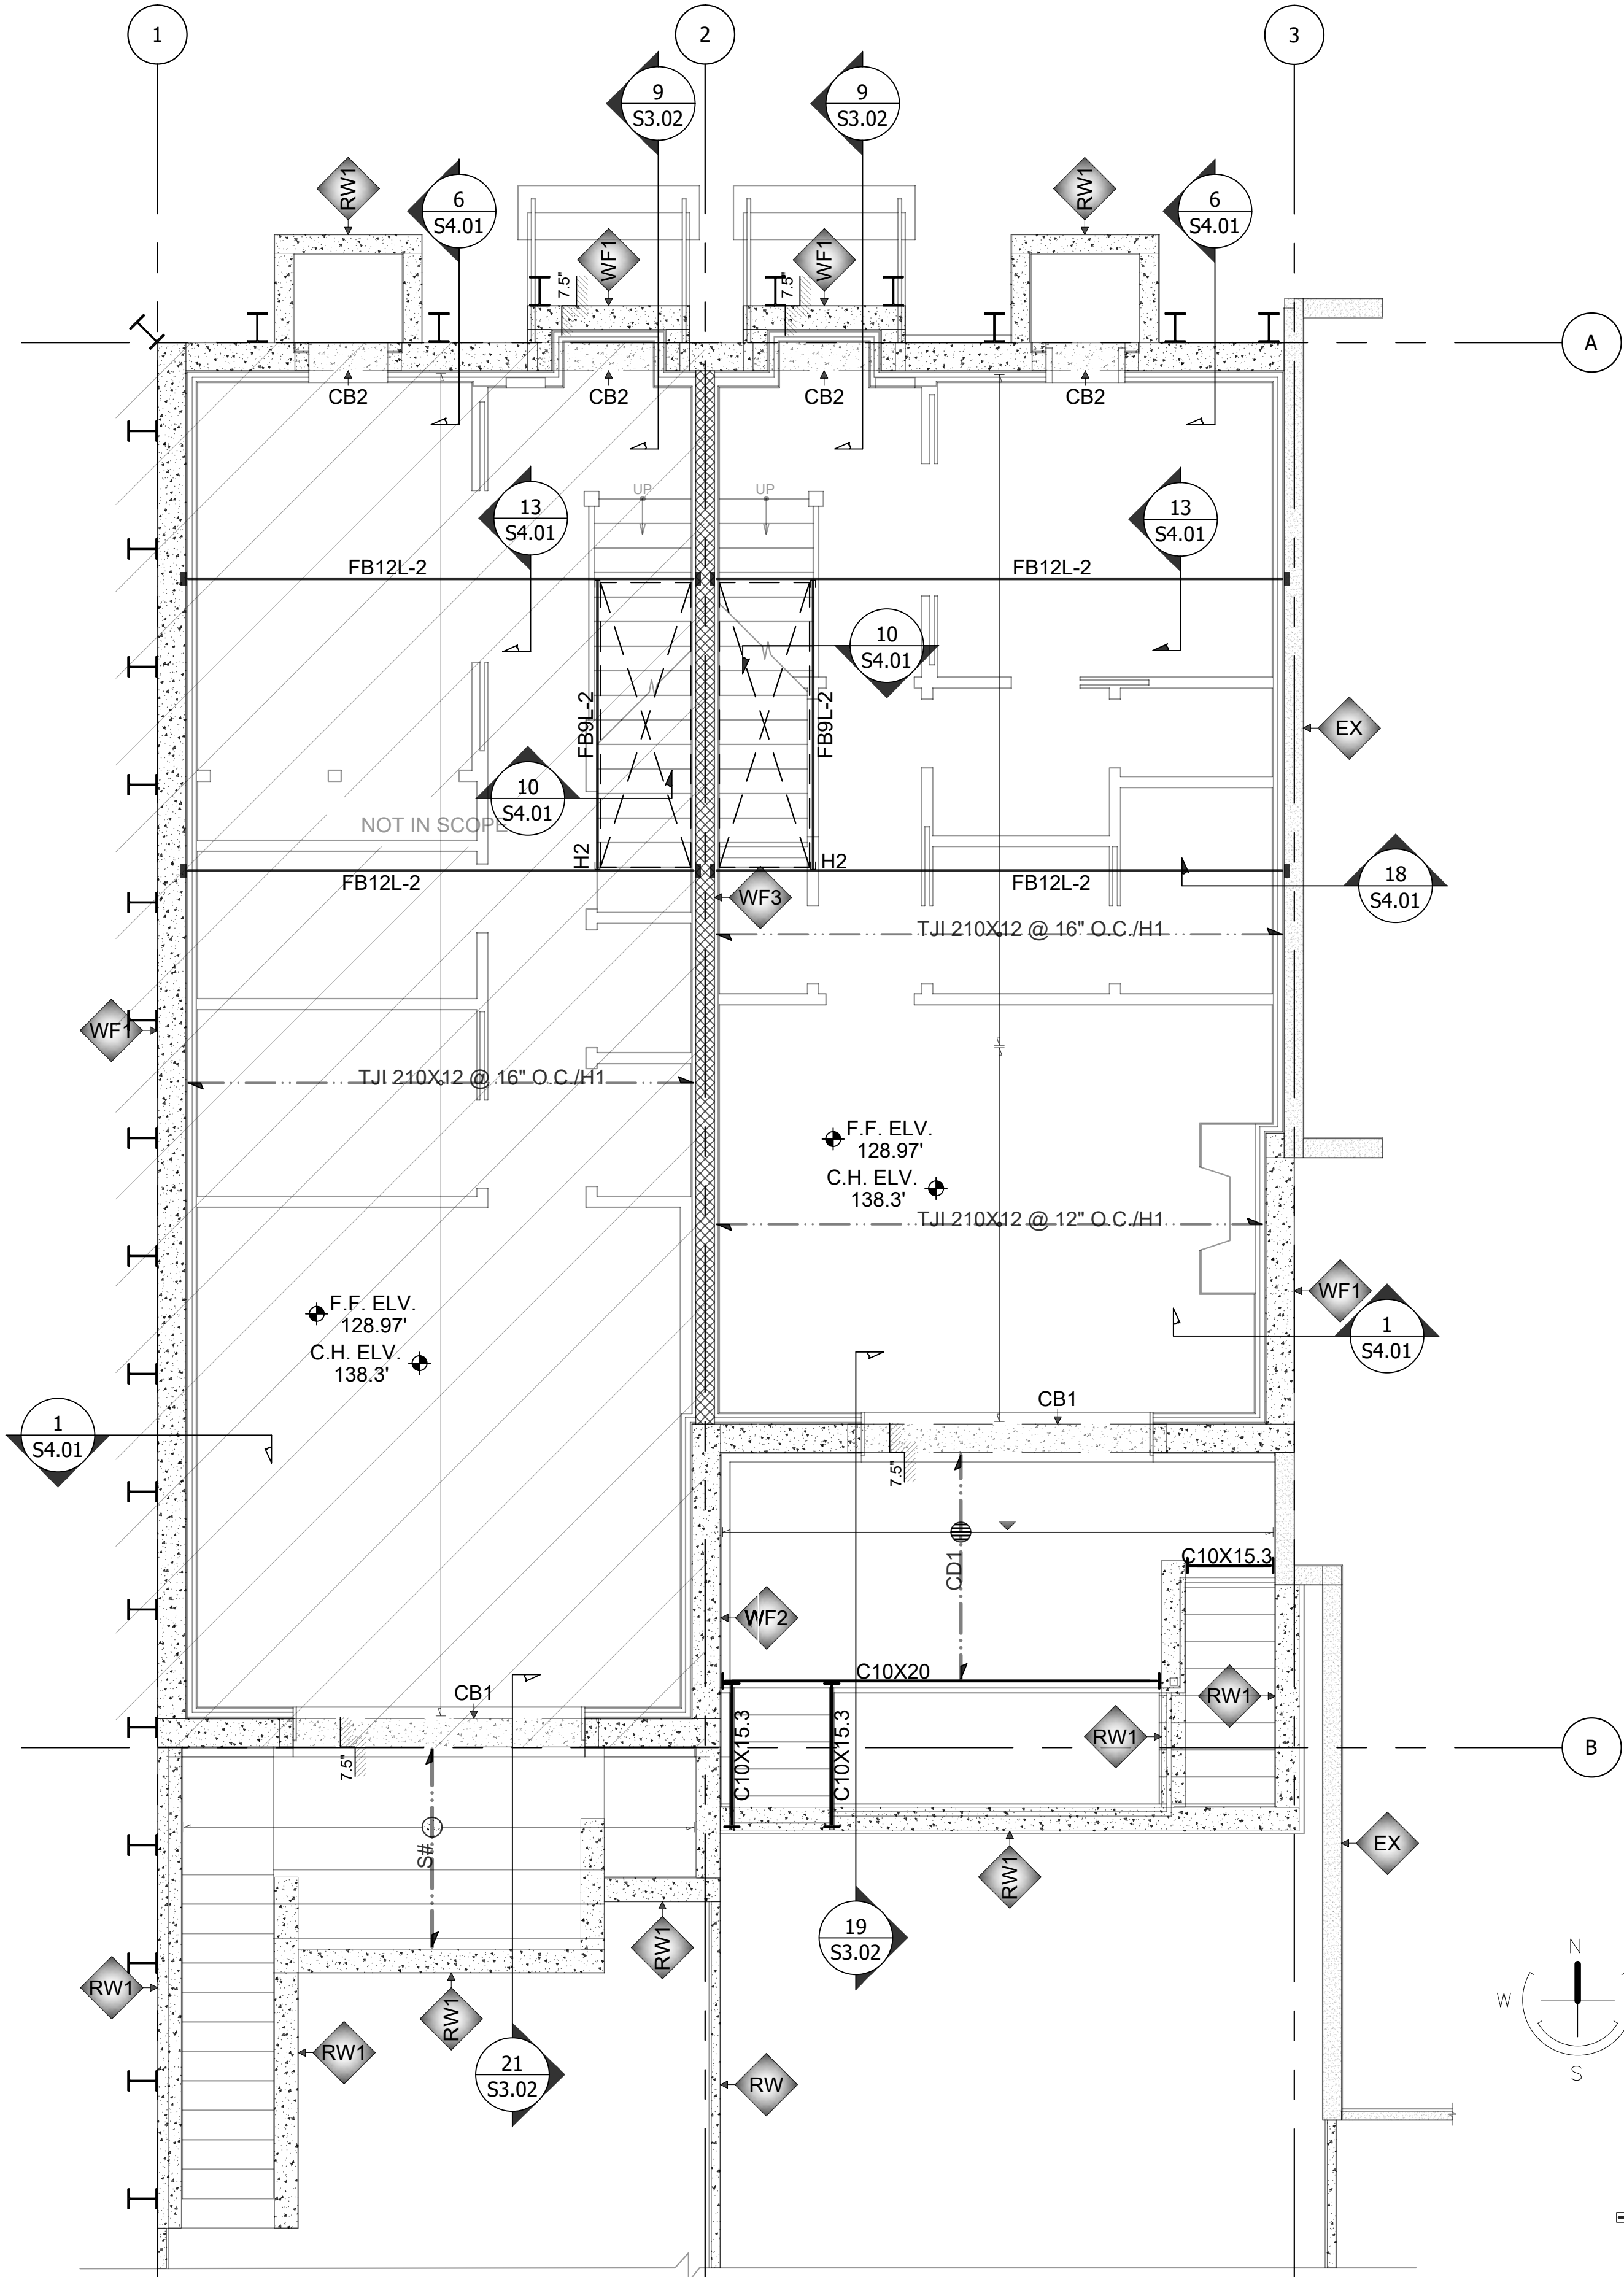 1
2
3
9
S3.02
9
S3.02
RW1
6
S4.01
WF1
7.5"
WF1
7.5"
RW1
6
S4.01
A
CB2
CB2
CB2
CB2
UP
UP
13
S4.01
13
S4.01
FB12L-2
FB12L-2
10
S4.01
FB9L-2
FB9L-2
EX
10
S4.01
NOT IN SCOPE
H2
H2
FB12L-2
FB12L-2
18
S4.01
WF3
TJI 210X12 @ 16" O.C./H1
WF1
TJI 210X12 @ 16" O.C./H1
F.F. ELV.
128.97'
C.H. ELV.
138.3'
TJI 210X12 @ 12" O.C./H1
WF1
F.F. ELV.
128.97'
C.H. ELV.
138.3'
1
S4.01
1
S4.01
CB1
7.5"
CD1
C10X15.3
WF2
C10X20
CB1
RW1
RW1
C10X15.3
C10X15.3
7.5"
B
S#
EX
RW1
RW1
19
S3.02
RW1
RW1
RW1
21
S3.02
RW
N
W
S